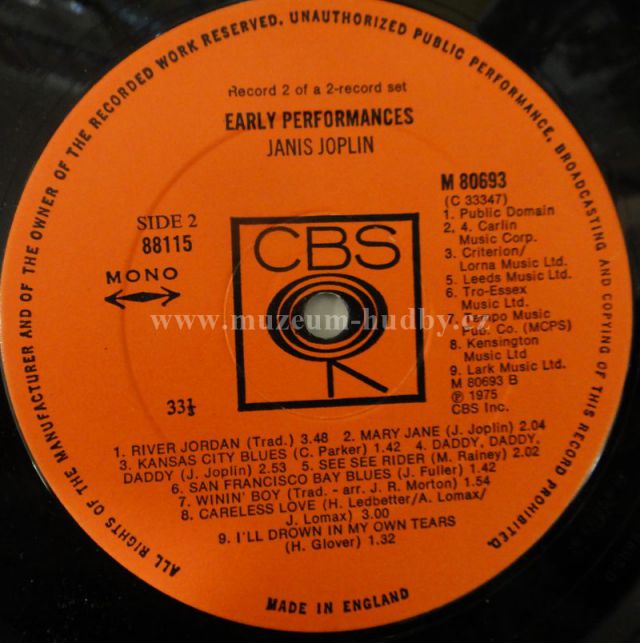 ALL RIGHTS OF THE MANUFACTURER AND OF THE OWNER OF THE RECORDED WORK RESERVED. UNAUTHORIZED PUBLIC PERFORMANCE, BROADCASTING AND COPYING OF THIS RECORD PROHIBITED.
Record 2 of a 2-record set
EARLY PERFORMANCES
JANIS JOPLIN
SIDE 2
88115
MONO
33⅓
CBS
M 80693
(C 33347)
1. Public Domain
2, 4. Carlin
Music Corp.
3. Criterion/
Lorna Music Ltd.
5. Leeds Music Ltd.
6. Tro-Essex
Music Ltd.
7. Tempo Music
Pub. Co. (MCPS)
8. Kensington
Music Ltd
9. Lark Music Ltd.
M 80693 B
℗ 1975
CBS Inc.
www.muzeum-hudby.cz
1. RIVER JORDAN (Trad.) 3.48 2. MARY JANE (J. Joplin) 2.04
3. KANSAS CITY BLUES (C. Parker) 1.42 4. DADDY, DADDY,
DADDY (J. Joplin) 2.53 5. SEE SEE RIDER (M. Rainey) 2.02
6. SAN FRANCISCO BAY BLUES (J. Fuller) 1.42
7. WININ' BOY (Trad. - arr. J. R. Morton) 1.54
8. CARELESS LOVE (H. Ledbetter/A. Lomax/
J. Lomax) 3.00
9. I'LL DROWN IN MY OWN TEARS
(H. Glover) 1.32
MADE IN ENGLAND